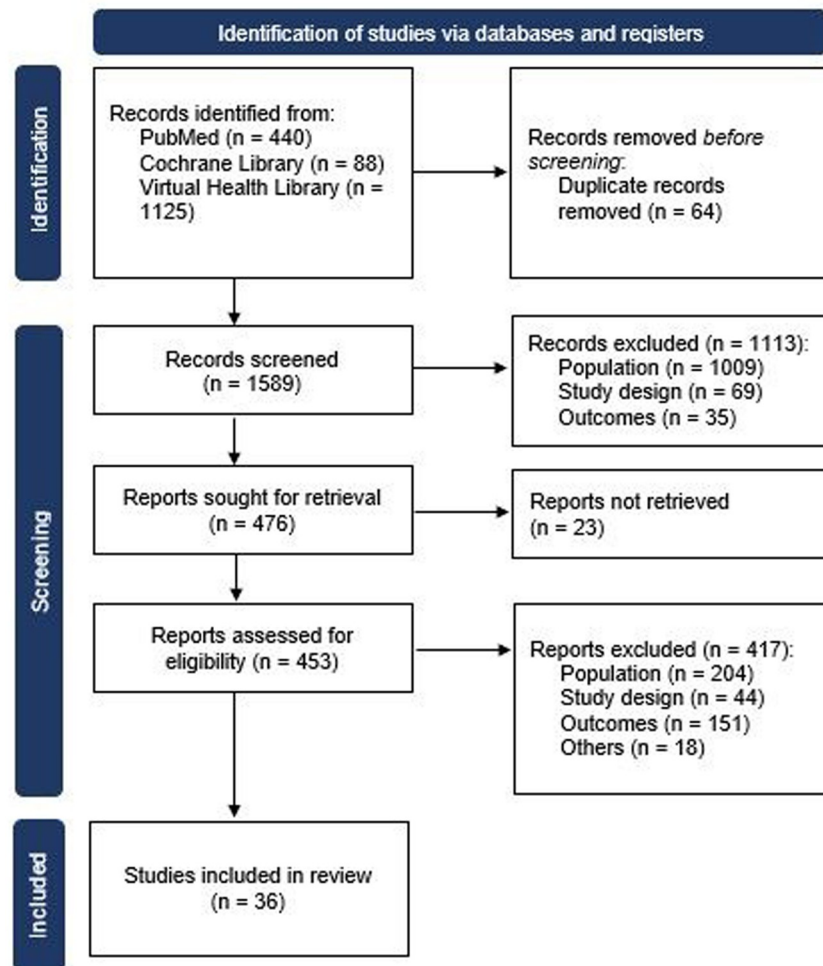 Identification of studies via databases and registers
Identification
Records identified from:
PubMed (n = 440)
Cochrane Library (n = 88)
Virtual Health Library (n =
1125)
Records removed before
screening:
Duplicate records
removed (n = 64)
Screening
Records screened
(n = 1589)
Records excluded (n = 1113):
Population (n = 1009)
Study design (n = 69)
Outcomes (n = 35)
Reports sought for retrieval
(n = 476)
Reports not retrieved
(n = 23)
Reports assessed for
eligibility (n = 453)
Reports excluded (n = 417):
Population (n = 204)
Study design (n = 44)
Outcomes (n = 151)
Others (n = 18)
Included
Studies included in review
(n = 36)